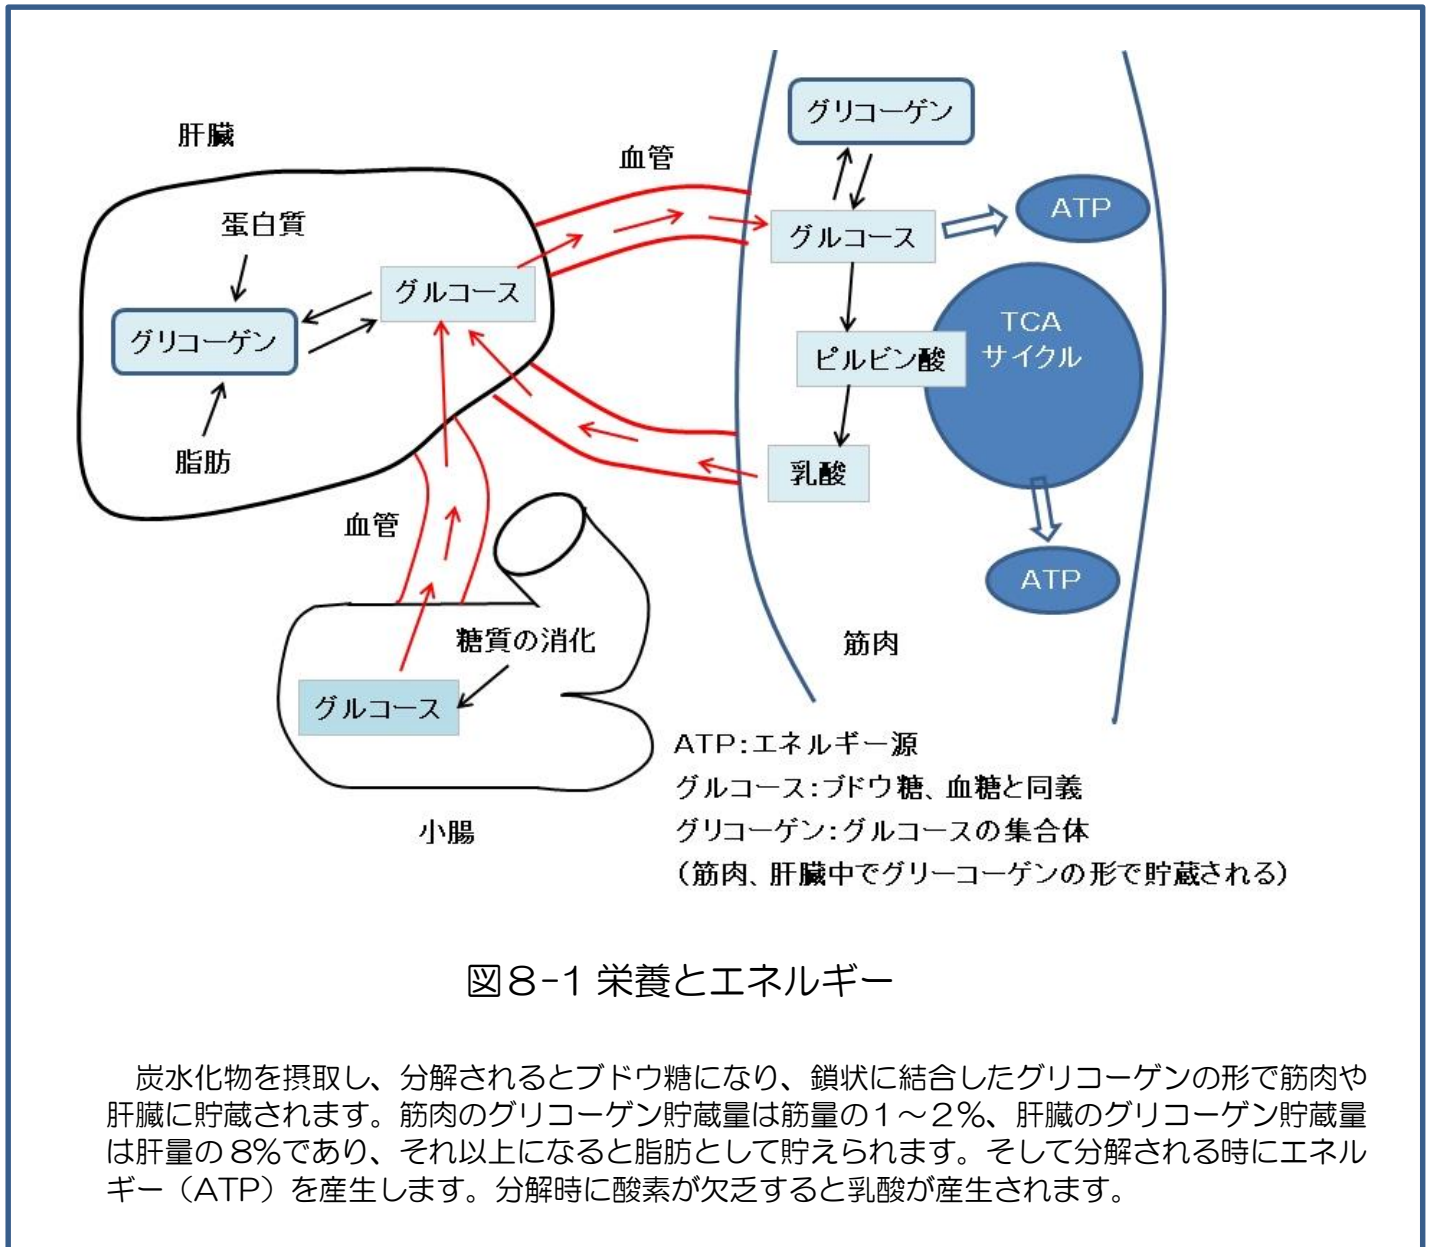 肝臓
蛋白質
グリコーゲン
グルコース
脂肪
血管
グリコーゲン
グルコース
ATP
TCA
サイクル
ピルビン酸
乳酸
ATP
筋肉
血管
糖質の消化
グルコース
小腸
ATP:エネルギー源
グルコース:ブドウ糖、血糖と同義
グリコーゲン:グルコースの集合体
(筋肉、肝臓中でグリーコーゲンの形で貯蔵される)
図8-1 栄養とエネルギー
炭水化物を摂取し、分解されるとブドウ糖になり、鎖状に結合したグリコーゲンの形で筋肉や
肝臓に貯蔵されます。筋肉のグリコーゲン貯蔵量は筋量の1~2%、肝臓のグリコーゲン貯蔵量
は肝量の8%であり、それ以上になると脂肪として貯えられます。そして分解される時にエネル
ギー(ATP)を産生します。分解時に酸素が欠乏すると乳酸が産生されます。